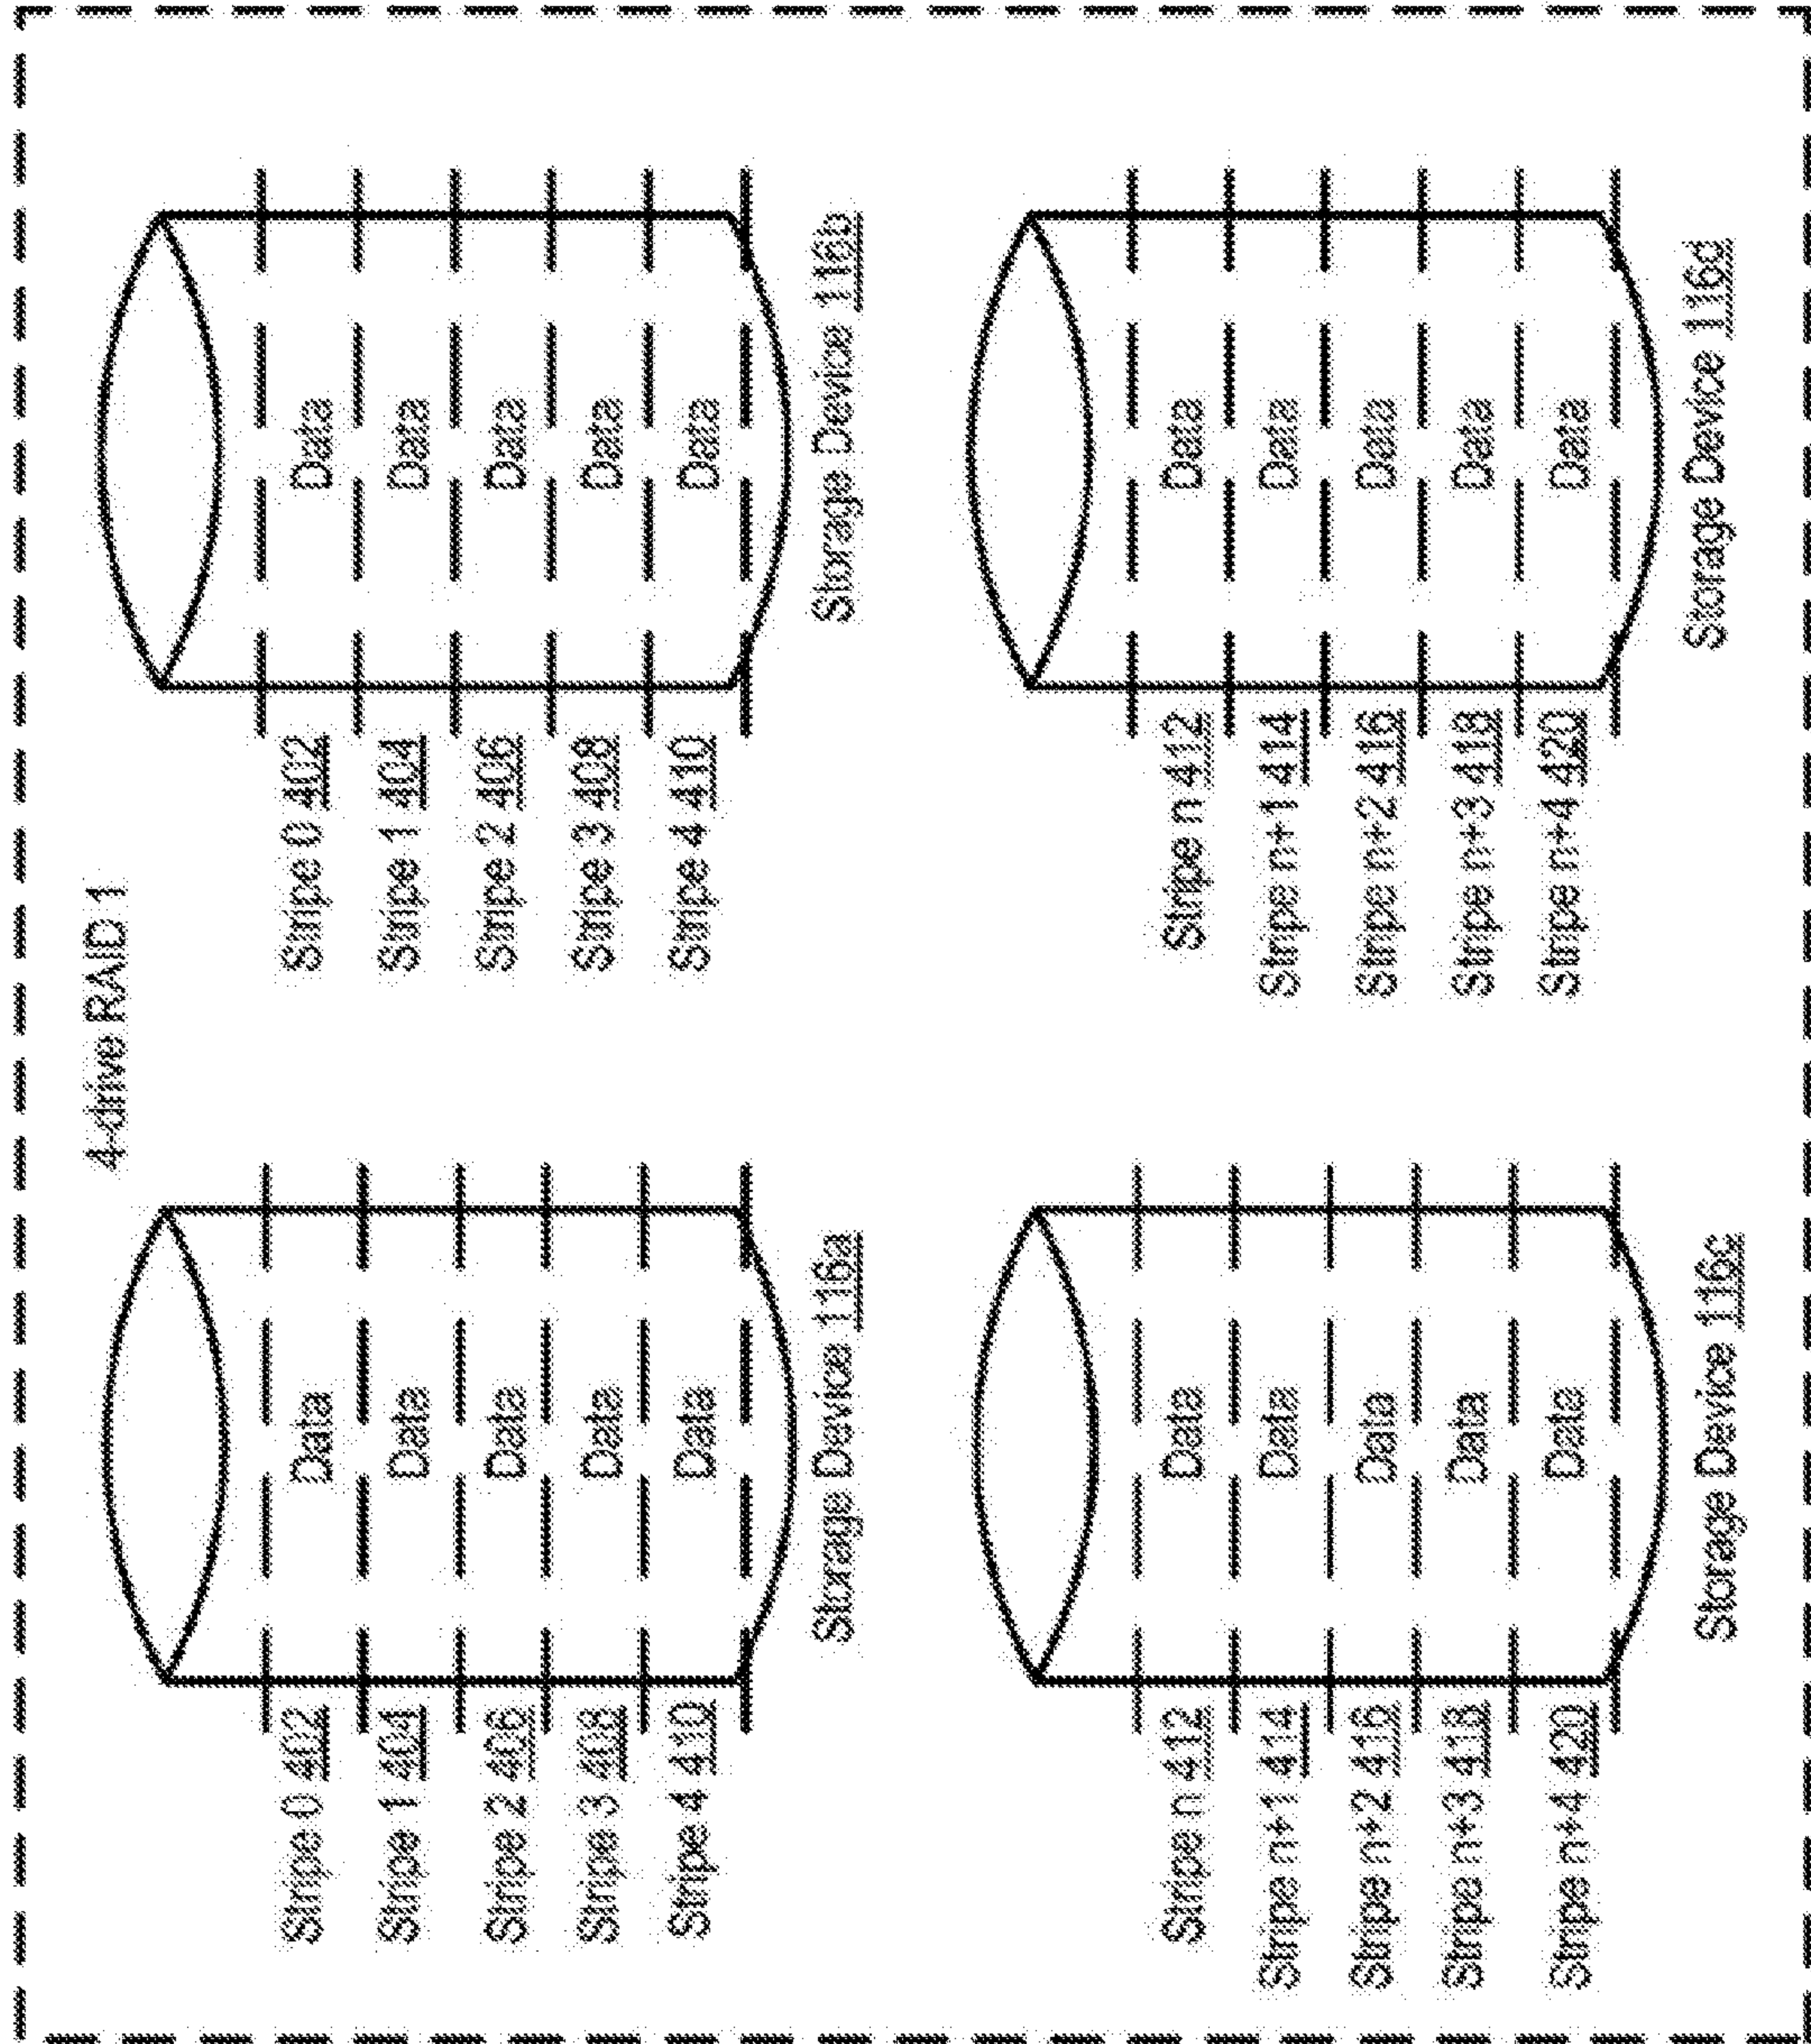 4-drive RAID 1
Stripe 0 402 Data
Stripe 1 404 Data
Stripe 2 406 Data
Stripe 3 408 Data
Stripe 4 410 Data
Storage Device 116a
Stripe 0 402 Data
Stripe 1 404 Data
Stripe 2 406 Data
Stripe 3 408 Data
Stripe 4 410 Data
Storage Device 116b
Stripe n 412 Data
Stripe n+1 414 Data
Stripe n+2 416 Data
Stripe n+3 418 Data
Stripe n+4 420 Data
Storage Device 116c
Stripe n 412 Data
Stripe n+1 414 Data
Stripe n+2 416 Data
Stripe n+3 418 Data
Stripe n+4 420 Data
Storage Device 116d